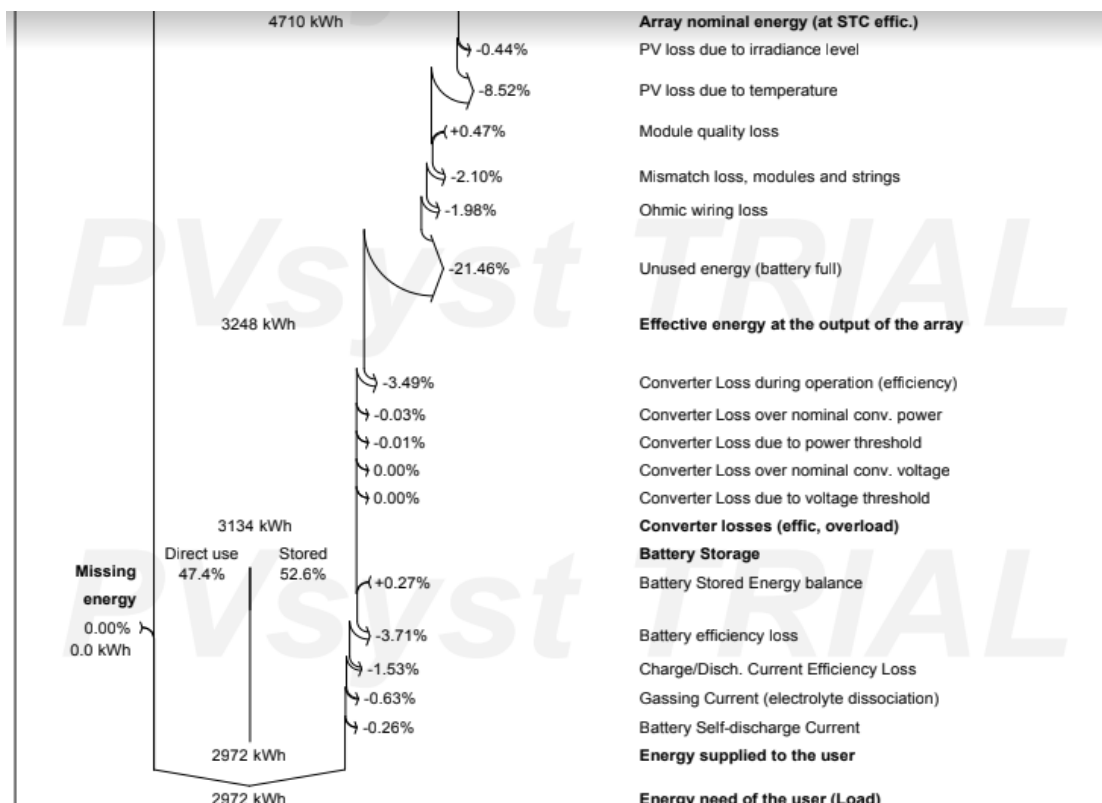 4710 kWh Array nominal energy (at STC effic.)
-0.44% PV loss due to irradiance level
-8.52% PV loss due to temperature
+0.47% Module quality loss
-2.10% Mismatch loss, modules and strings
-1.98% Ohmic wiring loss
PVsyst TRIAL
-21.46% Unused energy (battery full)
3248 kWh Effective energy at the output of the array
-3.49% Converter Loss during operation (efficiency)
-0.03% Converter Loss over nominal conv. power
-0.01% Converter Loss due to power threshold
0.00% Converter Loss over nominal conv. voltage
0.00% Converter Loss due to voltage threshold
3134 kWh Converter losses (effic, overload)
Direct use Stored Battery Storage
Missing 47.4% 52.6% +0.27% Battery Stored Energy balance
energy
PVsyst TRIAL
0.00% -3.71% Battery efficiency loss
0.0 kWh
-1.53% Charge/Disch. Current Efficiency Loss
-0.63% Gassing Current (electrolyte dissociation)
-0.26% Battery Self-discharge Current
2972 kWh Energy supplied to the user
2972 kWh Energy need of the user (Load)